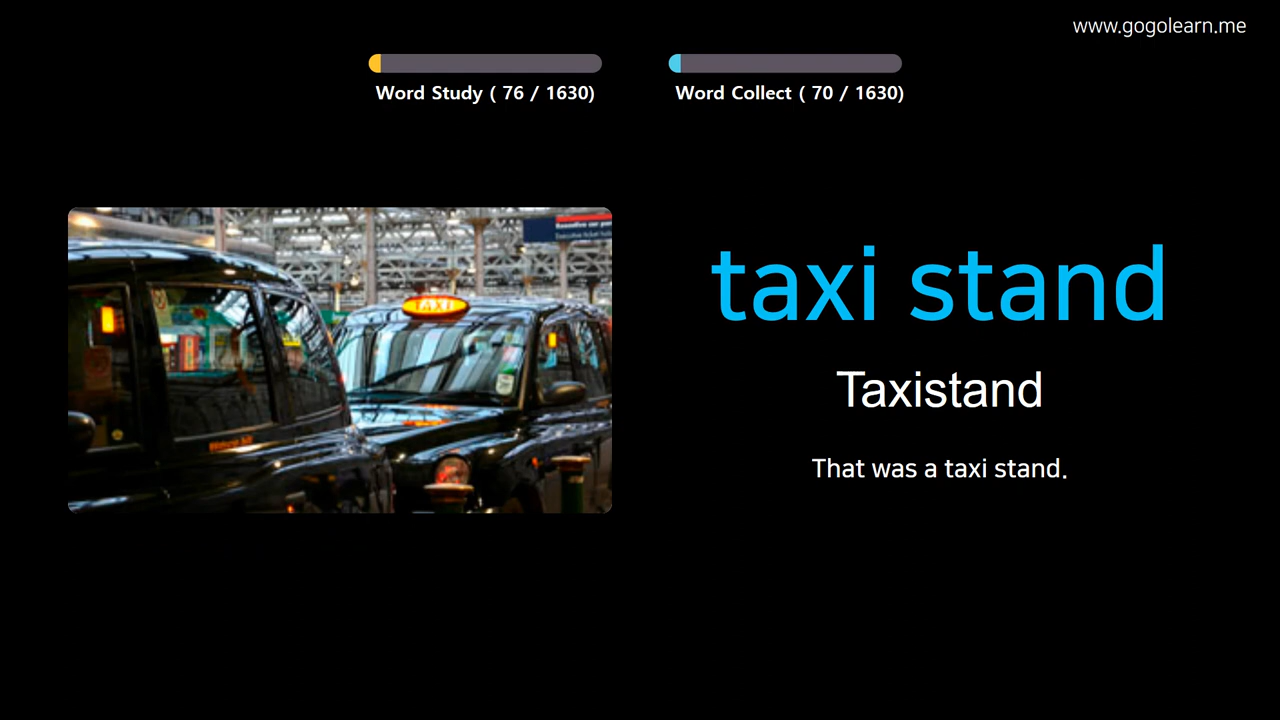 www.gogolearn.me
Word Study ( 76 / 1630)
Word Collect ( 70 / 1630)
TAXI
taxi stand
Taxistand
That was a taxi stand.